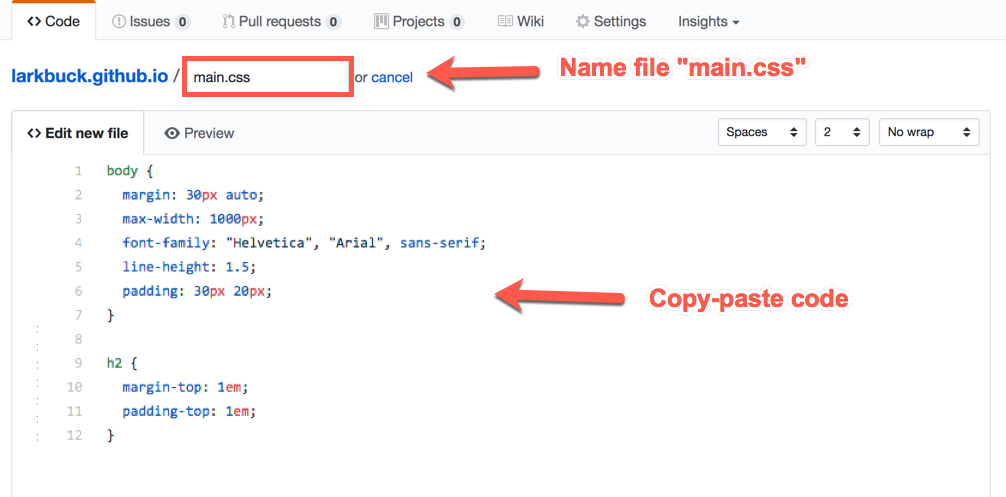 Code Issues 0 Pull requests 0 Projects 0 Wiki Settings Insights
larkbuck.github.io / main.css or cancel Name file "main.css"
Edit new file Preview Spaces 2 No wrap
1 body {
2 margin: 30px auto;
3 max-width: 1000px;
4 font-family: "Helvetica", "Arial", sans-serif;
5 line-height: 1.5;
6 padding: 30px 20px;
Copy-paste code
7 }
8
9 h2 {
10 margin-top: 1em;
11 padding-top: 1em;
12 }